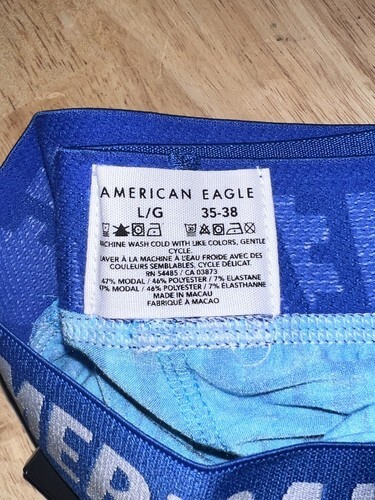 AMERICAN EAGLE
L/G 35-38
MACHINE WASH COLD WITH LIKE COLORS, GENTLE
CYCLE.
LAVER À LA MACHINE À L'EAU FROIDE AVEC DES
COULEURS SEMBLABLES, CYCLE DÉLICAT.
RN 54485 / CA 03873
47% MODAL / 46% POLYESTER / 7% ELASTANE
47% MODAL / 46% POLYESTER / 7% ÉLASTHANNE
MADE IN MACAU
FABRIQUÉ À MACAO